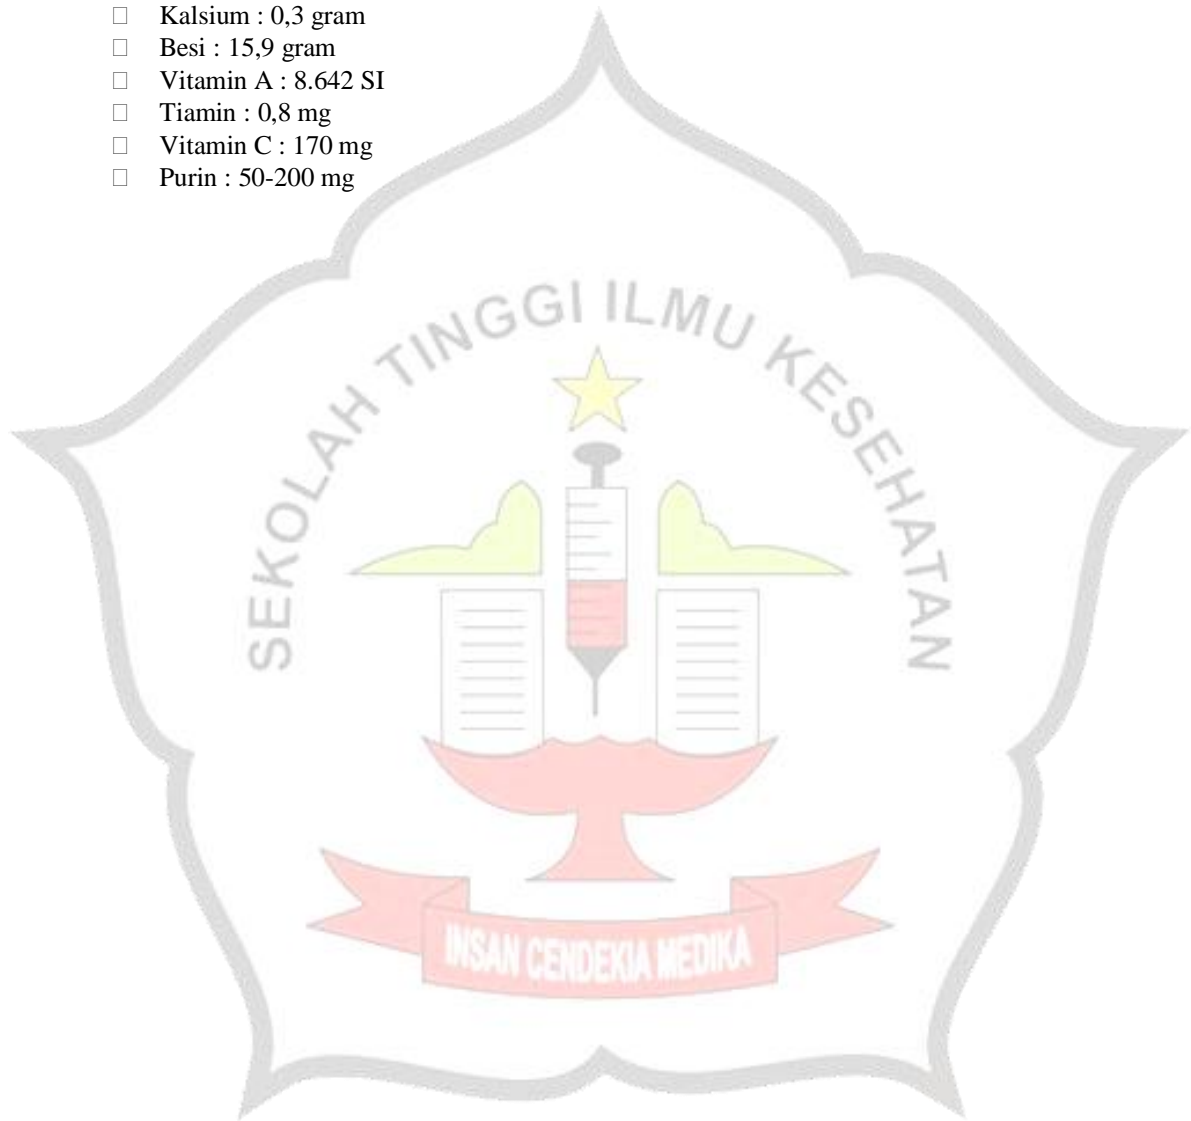 Kalsium : 0,3 gram
Besi : 15,9 gram
Vitamin A : 8.642 SI
Tiamin : 0,8 mg
Vitamin C : 170 mg
Purin : 50-200 mg
SEKOLAH TINGGI ILMU KESEHATAN
INSAN CENDEKIA MEDIKA